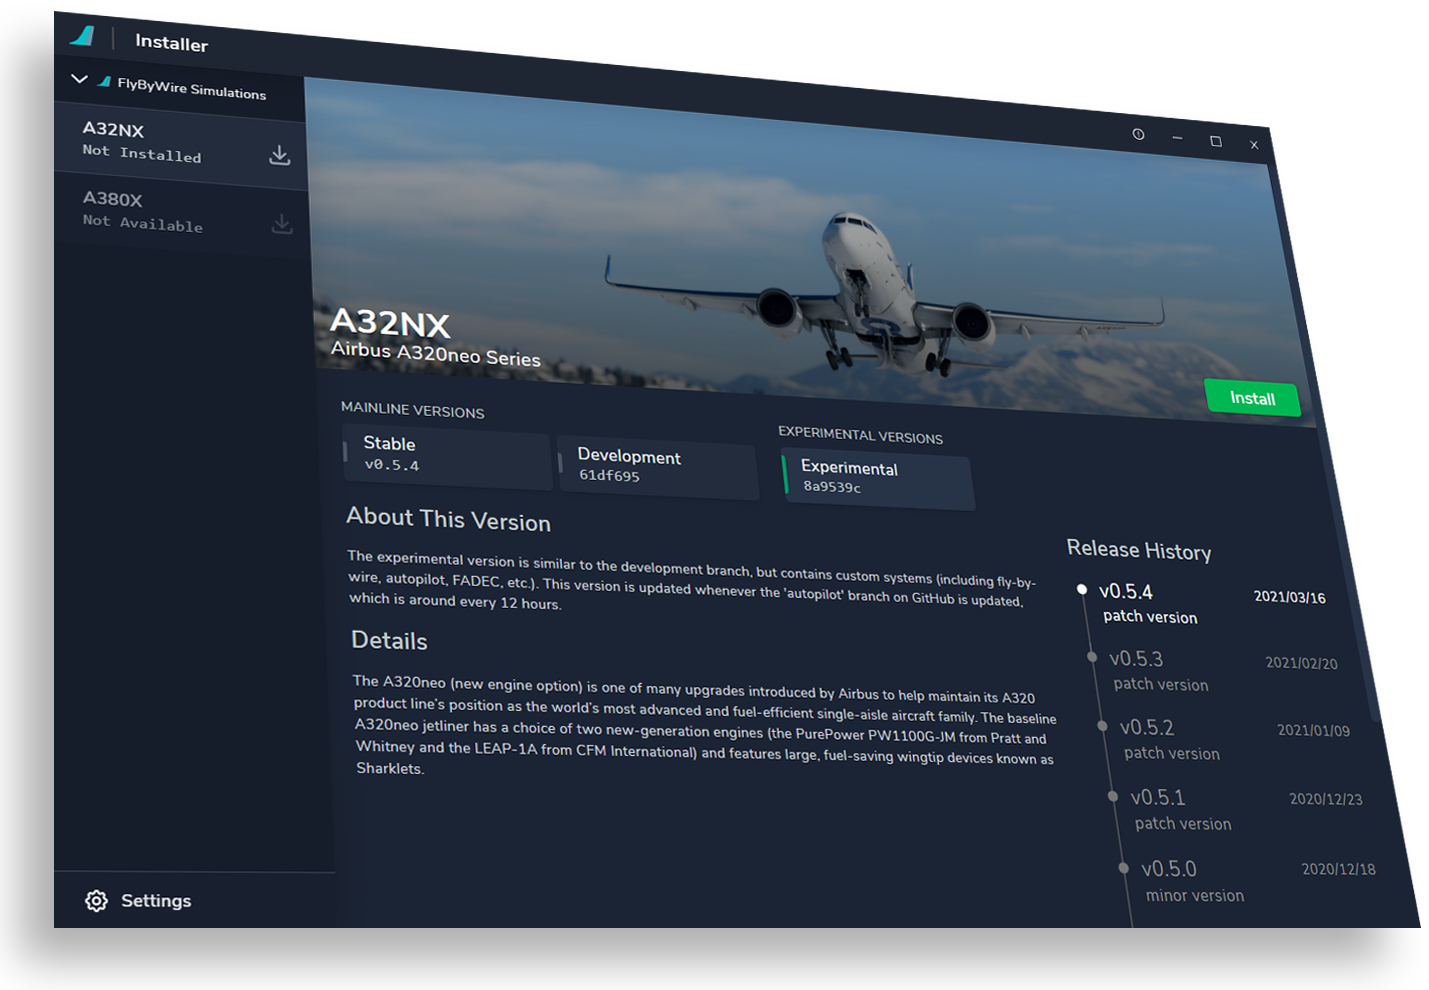 Installer
FlyByWire Simulations
A32NX
Not Installed
A380X
Not Available
Settings
x
A32NX
Airbus A320neo Series
Install
MAINLINE VERSIONS
Stable
v0.5.4
Development
61df695
EXPERIMENTAL VERSIONS
Experimental
8a9539c
About This Version
The experimental version is similar to the development branch, but contains custom systems (including fly-by-
wire, autopilot, FADEC, etc.). This version is updated whenever the 'autopilot' branch on GitHub is updated,
which is around every 12 hours.
Details
The A320neo (new engine option) is one of many upgrades introduced by Airbus to help maintain its A320
product line's position as the world's most advanced and fuel-efficient single-aisle aircraft family. The baseline
A320neo jetliner has a choice of two new-generation engines (the PurePower PW1100G-JM from Pratt and
Whitney and the LEAP-1A from CFM International) and features large, fuel-saving wingtip devices known as
Sharklets.
Release History
v0.5.4 2021/03/16
patch version
v0.5.3 2021/02/20
patch version
v0.5.2 2021/01/09
patch version
v0.5.1 2020/12/23
patch version
v0.5.0 2020/12/18
minor version